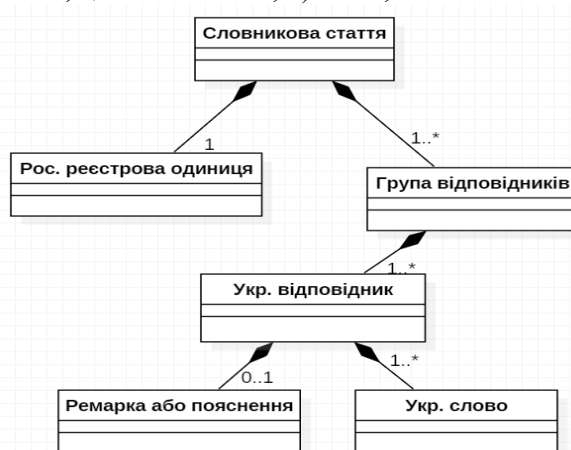 Словникова стаття
1
1..*
Рос. реєстрова одиниця
Група відповідників
1..*
Укр. відповідник
0..1
1..*
Ремарка або пояснення
Укр. слово